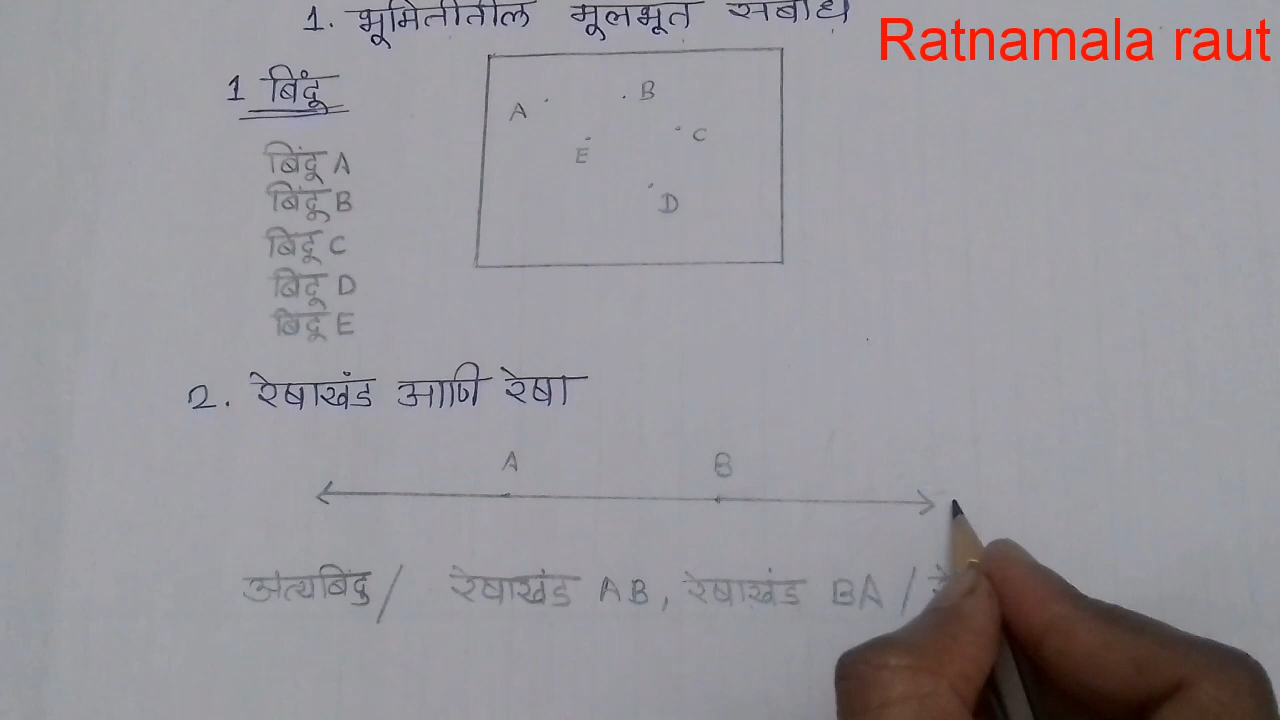 1. भूमितीतील मूलभूत संबोध
Ratnamala raut
1 बिंदू
A
B
C
E
D
बिंदू A
बिंदू B
बिंदू C
बिंदू D
बिंदू E
2. रेषाखंड आणि रेषा
A B
अंत्यबिंदु / रेषाखंड AB, रेषाखंड BA /